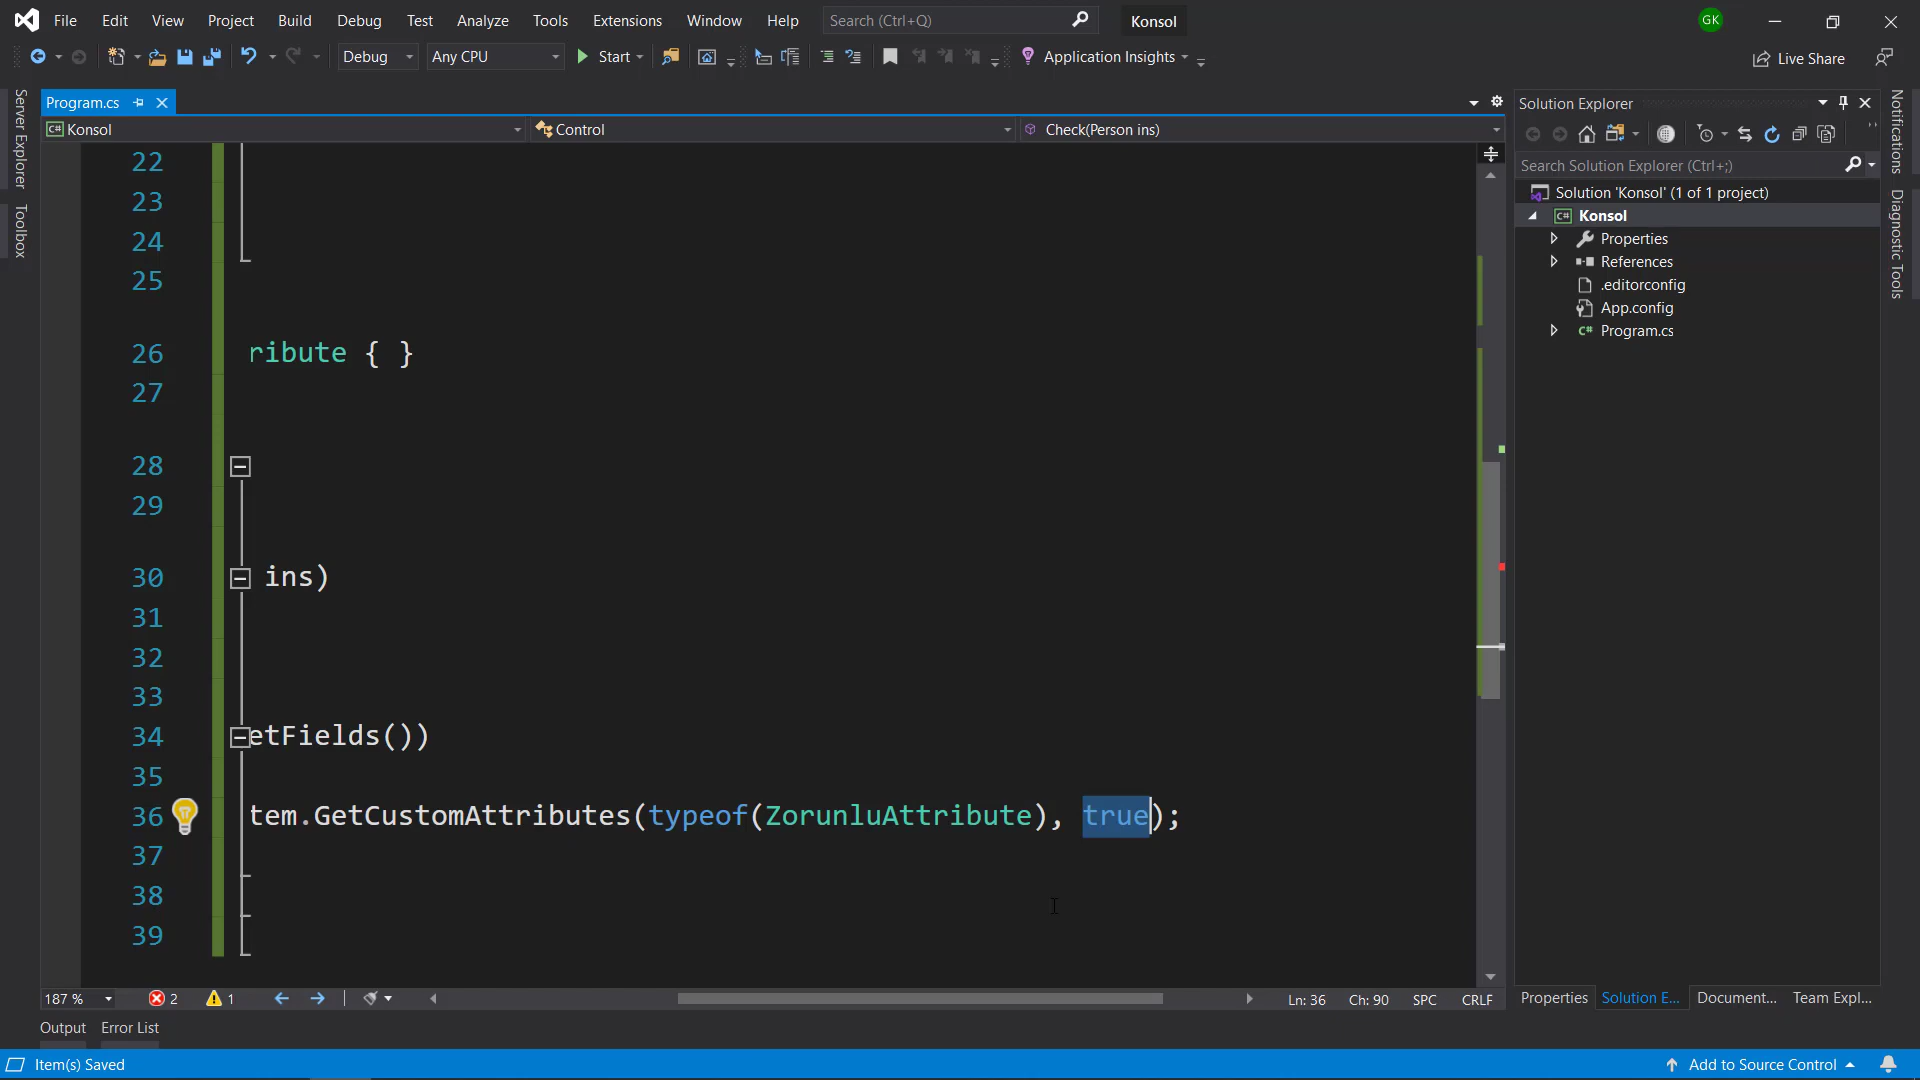 File Edit View Project Build Debug Test Analyze Tools Extensions Window Help Search (Ctrl+Q) Konsol GK
Debug Any CPU Start Application Insights Live Share
Server Explorer
Toolbox
Program.cs
Konsol Control Check(Person ins)
22
23
24
25
26 ribute { }
27
28
29
30 ins)
31
32
33
34 etFields())
35
36 tem.GetCustomAttributes(typeof(ZorunluAttribute), true);
37
38
39
187 % 2 1 Ln: 36 Ch: 90 SPC CRLF
Solution Explorer
Search Solution Explorer (Ctrl+;)
Solution 'Konsol' (1 of 1 project)
C# Konsol
Properties
References
.editorconfig
App.config
C# Program.cs
Properties Solution E... Document... Team Expl...
Notifications
Diagnostic Tools
Output Error List
Item(s) Saved Add to Source Control